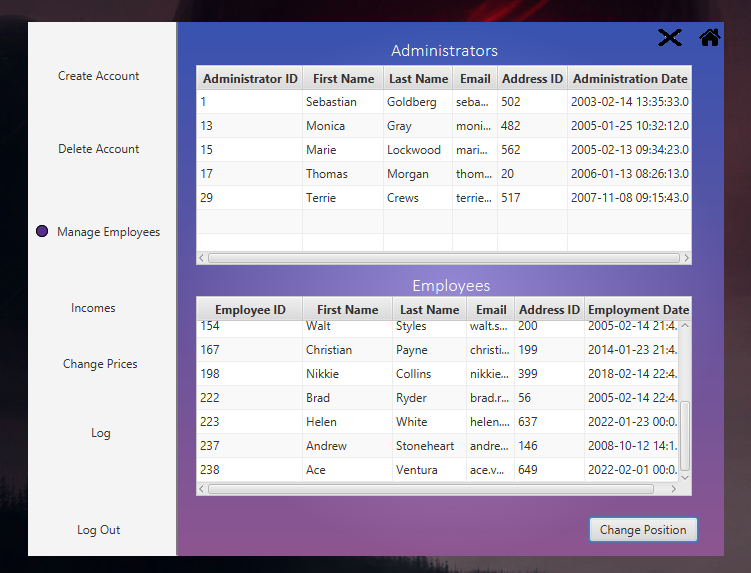 Administrators
Create Account
Delete Account
Manage Employees
Incomes
Change Prices
Log
Log Out
Administrator ID First Name Last Name Email Address ID Administration Date
1 Sebastian Goldberg seba... 502 2003-02-14 13:35:33.0
13 Monica Gray moni... 482 2005-01-25 10:32:12.0
15 Marie Lockwood mari... 562 2005-02-13 09:34:23.0
17 Thomas Morgan thom... 20 2006-01-13 08:26:13.0
29 Terrie Crews terrie... 517 2007-11-08 09:15:43.0
Employees
Employee ID First Name Last Name Email Address ID Employment Date
154 Walt Styles walt.s... 200 2005-02-14 21:4.
167 Christian Payne christi... 199 2014-01-23 21:4.
198 Nikkie Collins nikkie... 399 2018-02-14 22:4.
222 Brad Ryder brad.r... 56 2005-02-14 22:4.
223 Helen White helen.... 637 2022-01-23 00:0.
237 Andrew Stoneheart andre... 146 2008-10-12 14:1.
238 Ace Ventura ace.v... 649 2022-02-01 00:0.
Change Position